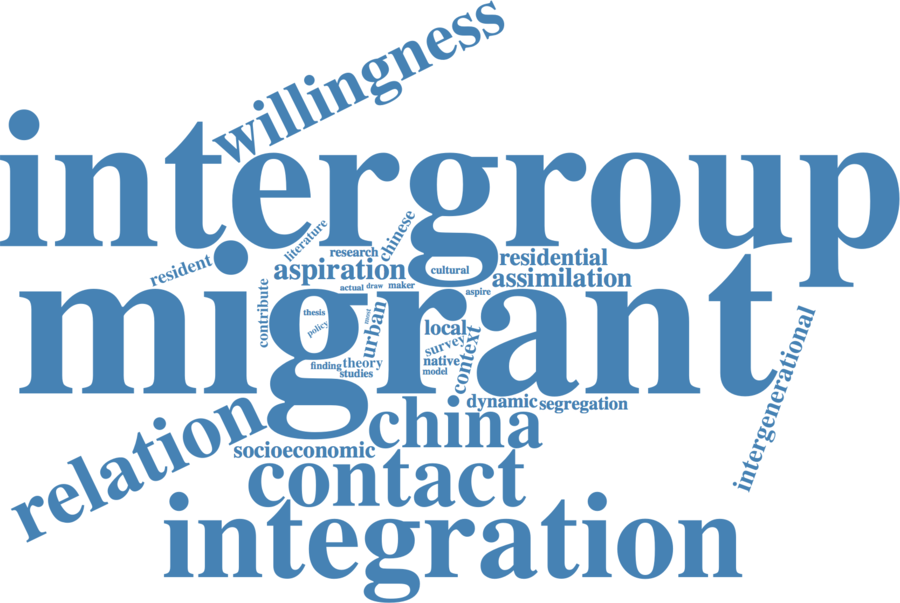 willingness
intergroup
literature
chinese
research
residential
resident
aspiration
cultural
assimilation
actual
draw
maker
aspire
migrant
contribute
thesis
policy
most
urban
local
survey
context
native
model
finding
theory
studies
intergenerational
dynamic
segregation
relation
china
socioeconomic
contact
integration